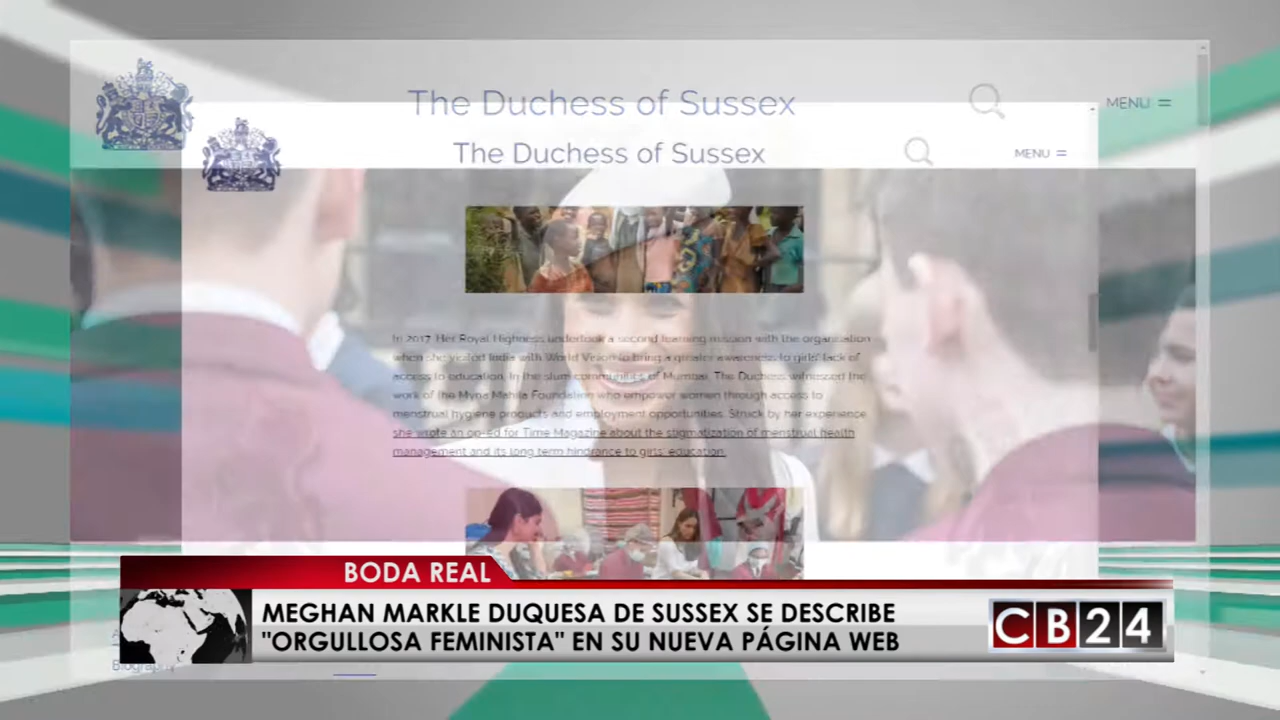 The Duchess of Sussex
MENU
The Duchess of Sussex
MENU
In 2017, Her Royal Highness undertook a second learning mission with the organisation
when she visited India with World Vision to bring a greater awareness to girls' lack of
access to education. In the slum communities of Mumbai, The Duchess witnessed the
work of the Myna Mahila Foundation who empower women through access to
menstrual hygiene products and employment opportunities. Struck by her experience
she wrote an op-ed for Time Magazine about the stigmatization of menstrual health
management and its long term hindrance to girls' education.
BODA REAL
MEGHAN MARKLE DUQUESA DE SUSSEX SE DESCRIBE
"ORGULLOSA FEMINISTA" EN SU NUEVA PÁGINA WEB
CB24
Biography